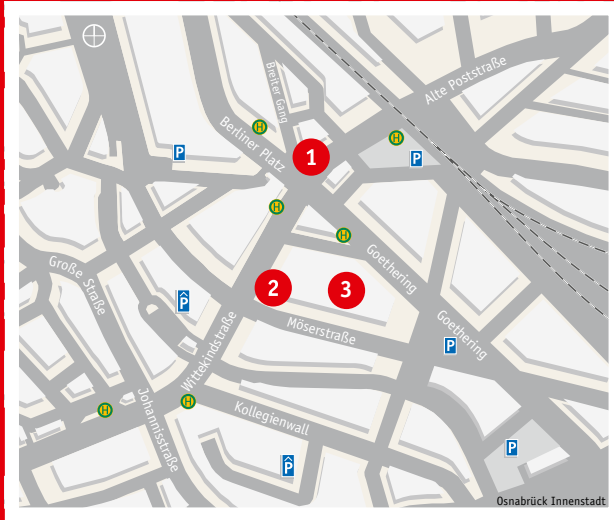 Alte Poststraße
Breiter Gang
H
H
Berliner Platz
P
1
P
H
H
Goethering
Große Straße
P
2
3
Möserstraße
Goethering
P
Wittekindstraße
H
H
Johannisstraße
Kollegienwall
P
P
Osnabrück Innenstadt